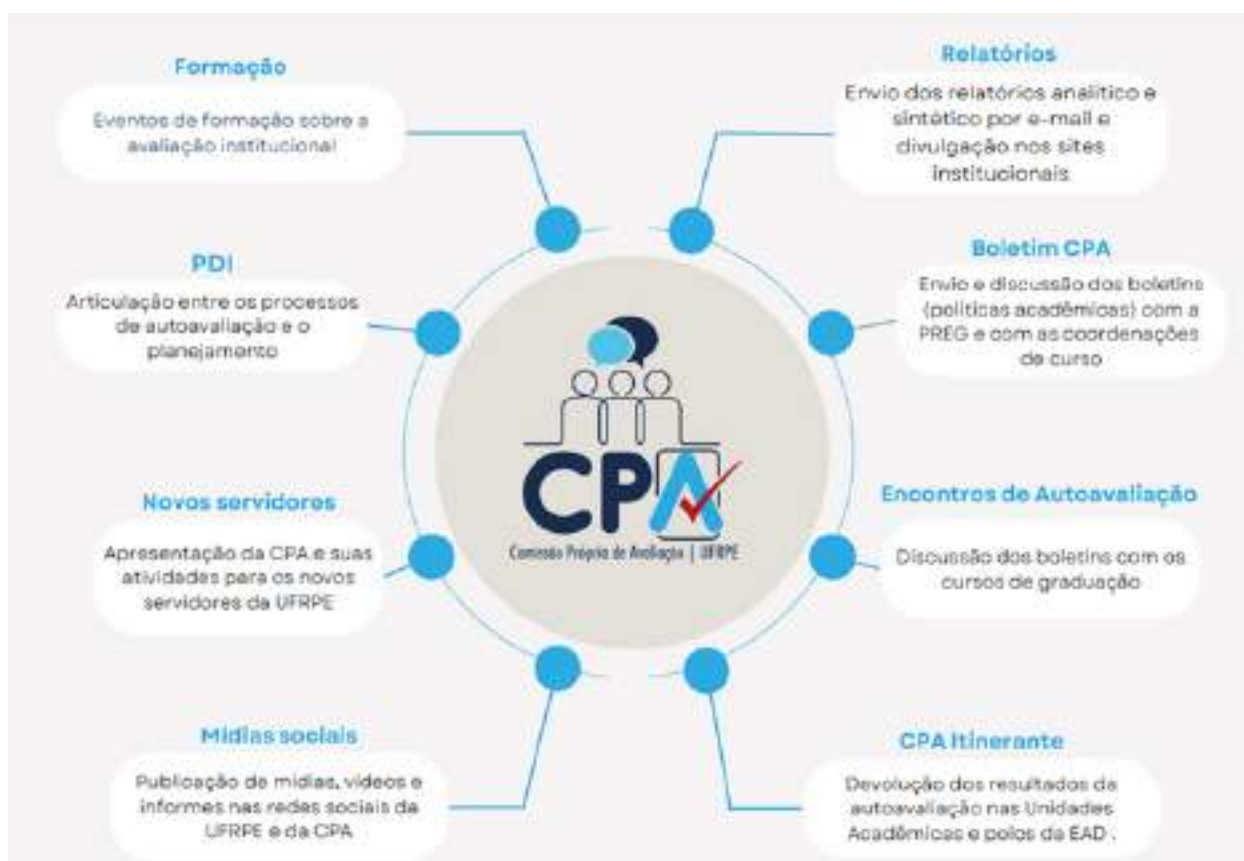 Formação
Eventos de formação sobre a
avaliação institucional
PDI
Articulação entre os processos
de autoavaliação e o
planejamento
Novos servidores
Apresentação da CPA e suas
atividades para os novos
servidores da UFRPE
Mídias sociais
Publicação de mídias, vídeos e
informes nas redes sociais da
UFRPE e da CPA
CPA
Comissão Própria de Avaliação | UFRPE
Relatórios
Envio dos relatórios analítico e
sintético por e-mail e
divulgação nos sites
institucionais
Boletim CPA
Envio e discussão dos boletins
(políticas acadêmicas) com a
PREG e com as coordenações
de curso
Encontros de Autoavaliação
Discussão dos boletins com os
cursos de graduação
CPA Itinerante
Devolução dos resultados da
autoavaliação nas Unidades
Acadêmicas e polos da EAD .